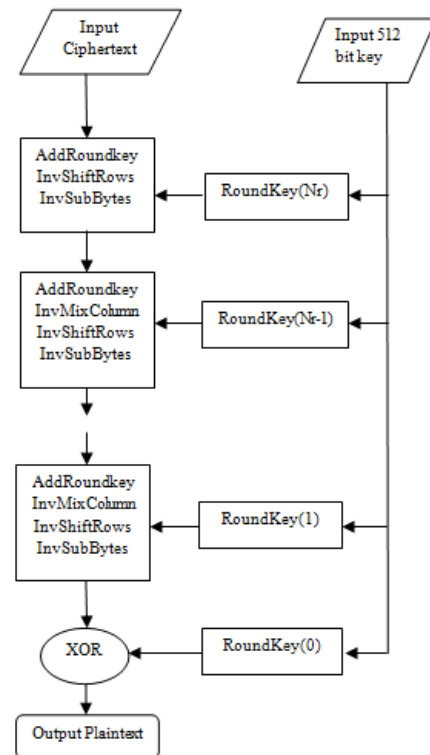 Input
Ciphertext
Input 512
bit key
AddRoundkey
InvShiftRows
InvSubBytes
RoundKey(Nr)
AddRoundkey
InvMixColumn
InvShiftRows
InvSubBytes
RoundKey(Nr-1)
AddRoundkey
InvMixColumn
InvShiftRows
InvSubBytes
RoundKey(1)
XOR
RoundKey(0)
Output Plaintext